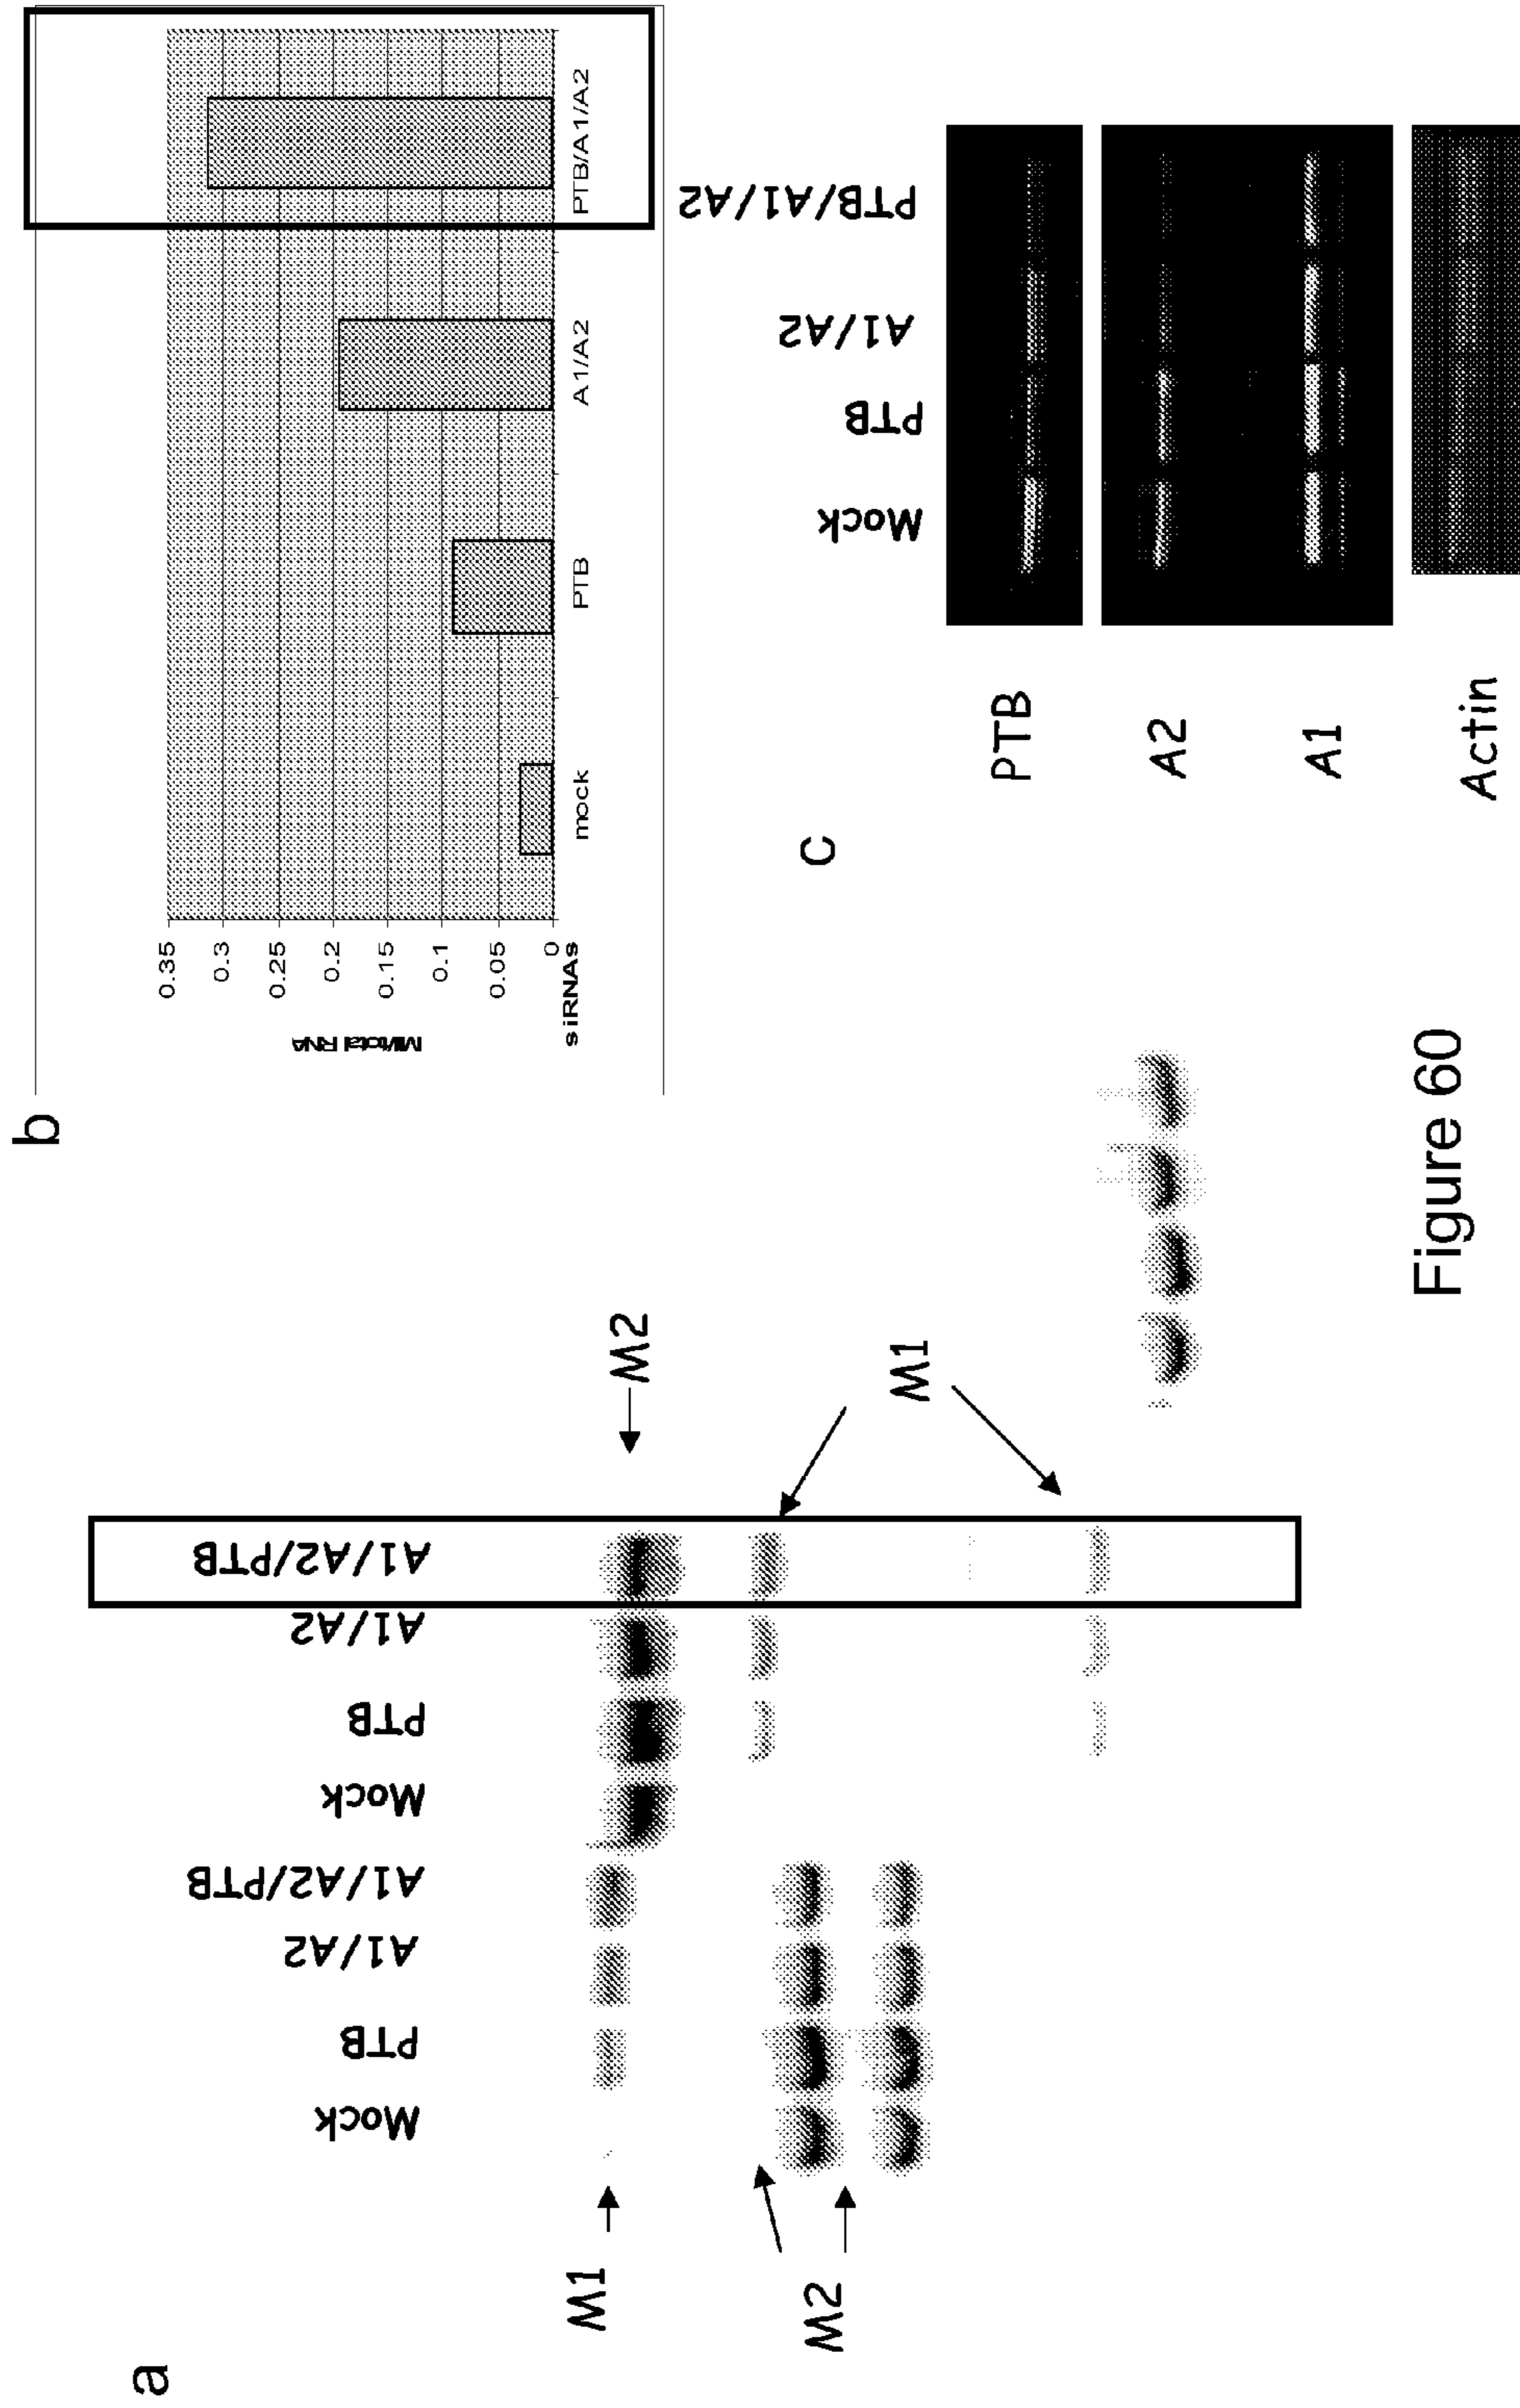 a
Mock
PTB
A1/A2
A1/A2/PTB
Mock
PTB
A1/A2
A1/A2/PTB
M1
M2
M2
M1
b
0.35
0.3
0.25
0.2
0.15
0.1
0.05
0
siRNAs
mock
PTB
A1/A2
PTB/A1/A2
c
Mock
PTB
A1/A2
PTB/A1/A2
PTB
A2
A1
Actin
Figure 60